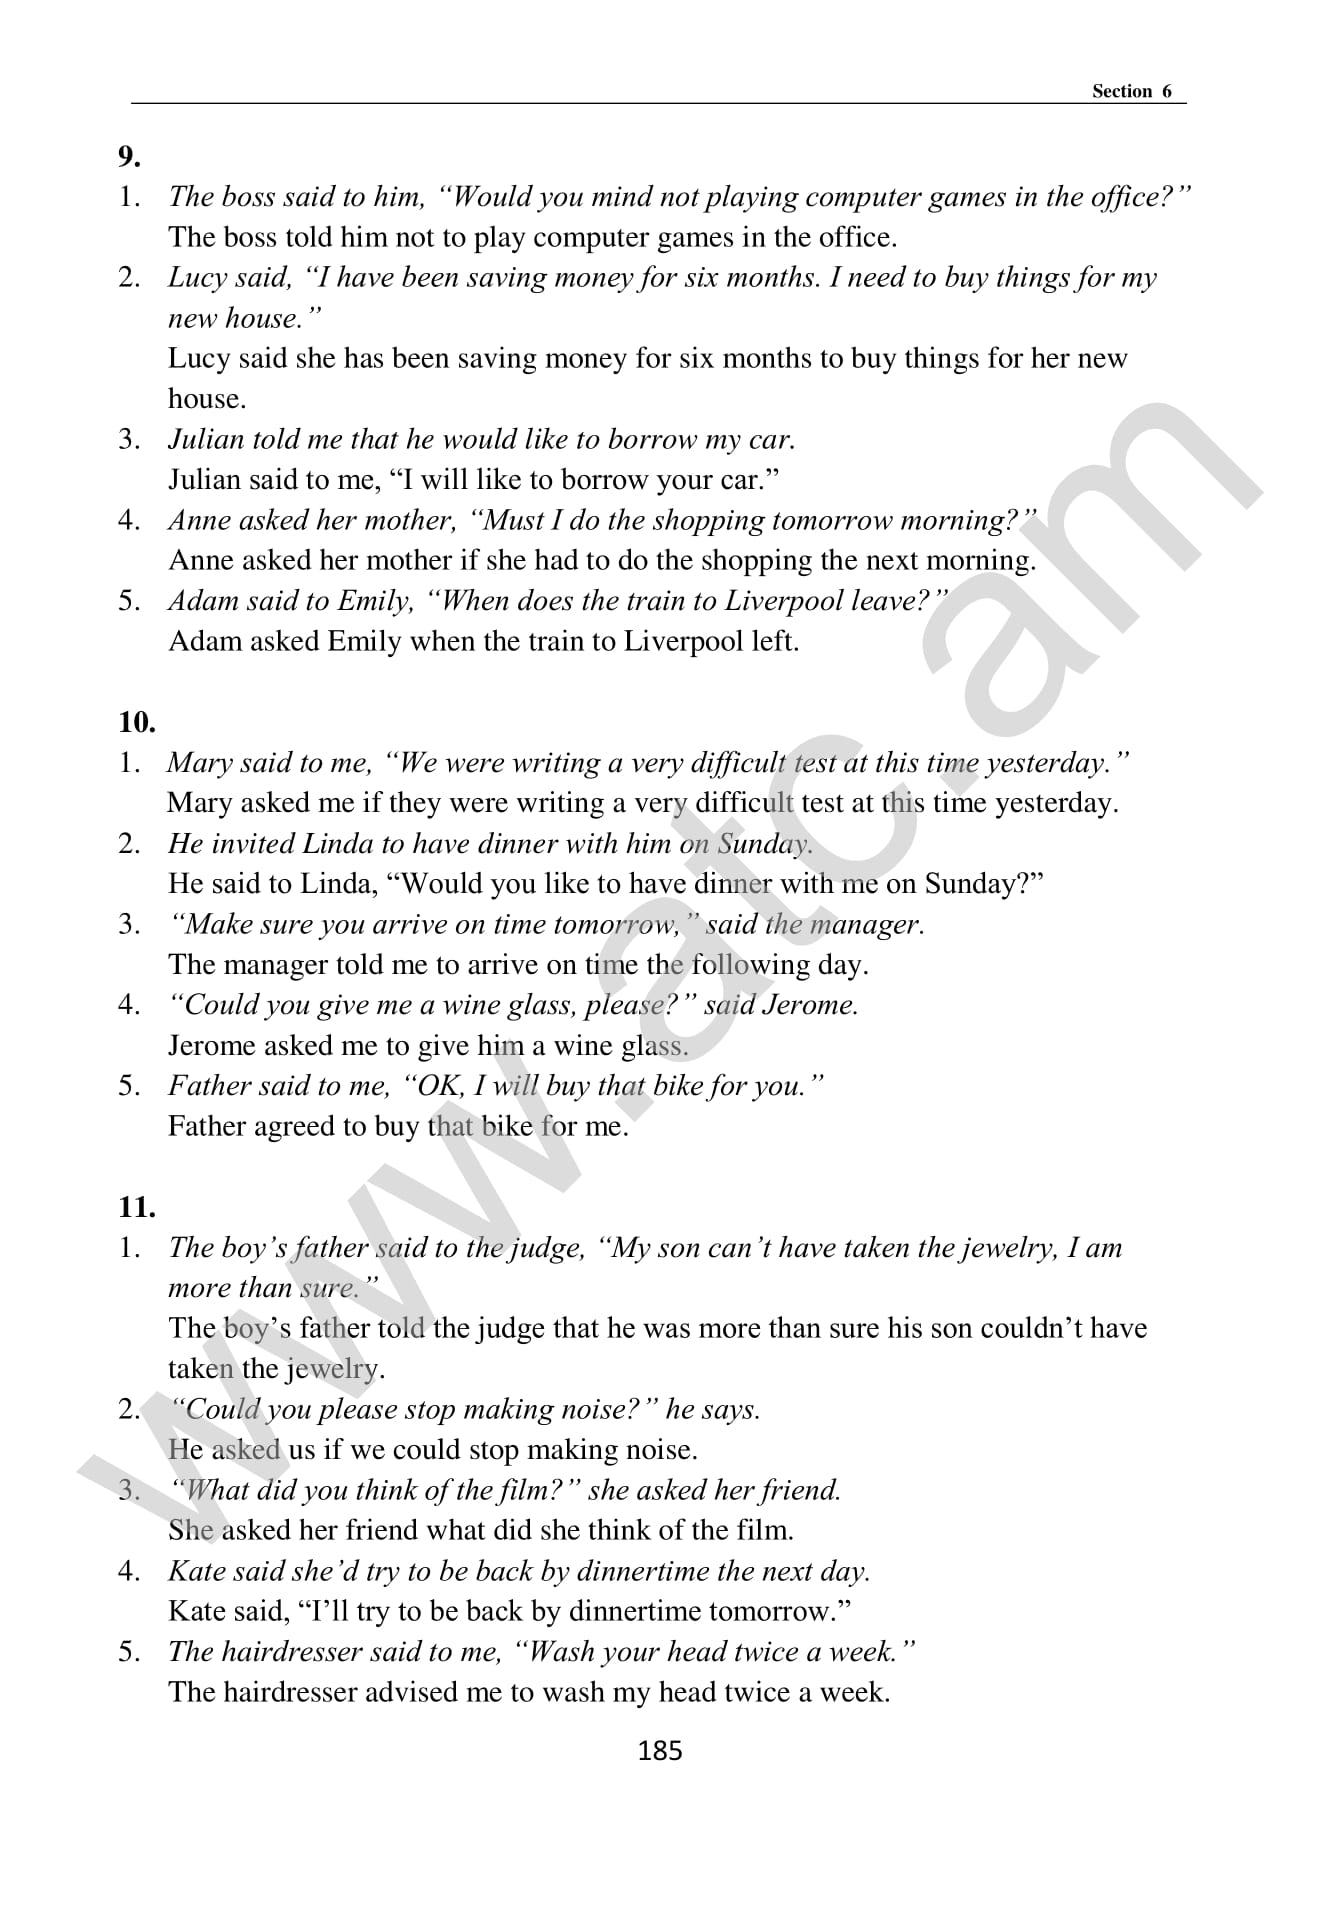 Section 6
9.
1. The boss said to him, “Would you mind not playing computer games in the office?”
The boss told him not to play computer games in the office.
2. Lucy said, “I have been saving money for six months. I need to buy things for my
new house.”
Lucy said she has been saving money for six months to buy things for her new
house.
3. Julian told me that he would like to borrow my car.
Julian said to me, “I will like to borrow your car.”
4. Anne asked her mother, “Must I do the shopping tomorrow morning?”
Anne asked her mother if she had to do the shopping the next morning.
5. Adam said to Emily, “When does the train to Liverpool leave?”
Adam asked Emily when the train to Liverpool left.
10.
1. Mary said to me, “We were writing a very difficult test at this time yesterday.”
Mary asked me if they were writing a very difficult test at this time yesterday.
2. He invited Linda to have dinner with him on Sunday.
He said to Linda, “Would you like to have dinner with me on Sunday?”
3. “Make sure you arrive on time tomorrow,” said the manager.
The manager told me to arrive on time the following day.
4. “Could you give me a wine glass, please?” said Jerome.
Jerome asked me to give him a wine glass.
5. Father said to me, “OK, I will buy that bike for you.”
Father agreed to buy that bike for me.
11.
1. The boy’s father said to the judge, “My son can’t have taken the jewelry, I am
more than sure.”
The boy’s father told the judge that he was more than sure his son couldn’t have
taken the jewelry.
2. “Could you please stop making noise?” he says.
He asked us if we could stop making noise.
3. “What did you think of the film?” she asked her friend.
She asked her friend what did she think of the film.
4. Kate said she’d try to be back by dinnertime the next day.
Kate said, “I’ll try to be back by dinnertime tomorrow.”
5. The hairdresser said to me, “Wash your head twice a week.”
The hairdresser advised me to wash my head twice a week.
185
www.atc.am